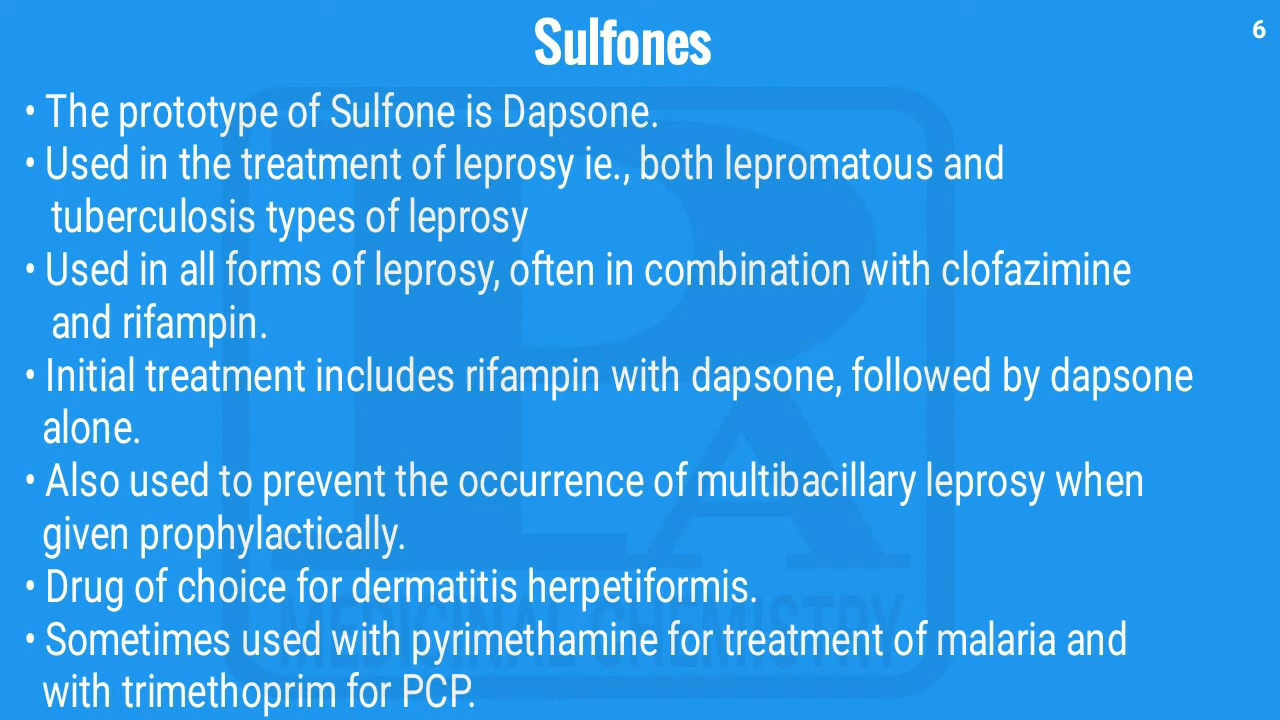 Sulfones
6
• The prototype of Sulfone is Dapsone.
• Used in the treatment of leprosy ie., both lepromatous and
tuberculosis types of leprosy
• Used in all forms of leprosy, often in combination with clofazimine
and rifampin.
• Initial treatment includes rifampin with dapsone, followed by dapsone
alone.
• Also used to prevent the occurrence of multibacillary leprosy when
given prophylactically.
• Drug of choice for dermatitis herpetiformis.
• Sometimes used with pyrimethamine for treatment of malaria and
with trimethoprim for PCP.
LPA
MEDICINAL CHEMISTRY